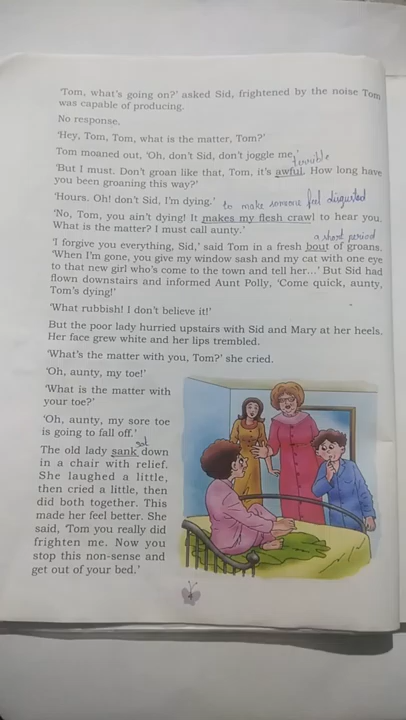 'Tom, what's going on?' asked Sid, frightened by the noise Tom
was capable of producing.
No response.
'Hey, Tom, Tom, what is the matter, Tom?'
Tom moaned out, 'Oh, don't Sid, don't joggle me.'
terrible
'But I must. Don't groan like that, Tom, it's awful. How long have
you been groaning this way?'
'Hours. Oh! don't Sid, I'm dying.' to make someone feel disgusted
'No, Tom, you ain't dying! It makes my flesh crawl to hear you.
What is the matter? I must call aunty.'
a short period
'I forgive you everything, Sid,' said Tom in a fresh bout of groans.
'When I'm gone, you give my window sash and my cat with one eye
to that new girl who's come to the town and tell her...' But Sid had
flown downstairs and informed Aunt Polly, 'Come quick, aunty,
Tom's dying!'
'What rubbish! I don't believe it!'
But the poor lady hurried upstairs with Sid and Mary at her heels.
Her face grew white and her lips trembled.
'What's the matter with you, Tom?' she cried.
'Oh, aunty, my toe!'
'What is the matter with
your toe?'
'Oh, aunty, my sore toe
is going to fall off.'
sat
The old lady sank down
in a chair with relief.
She laughed a little,
then cried a little, then
did both together. This
made her feel better. She
said, 'Tom you really did
frighten me. Now you
stop this non-sense and
get out of your bed.'
4